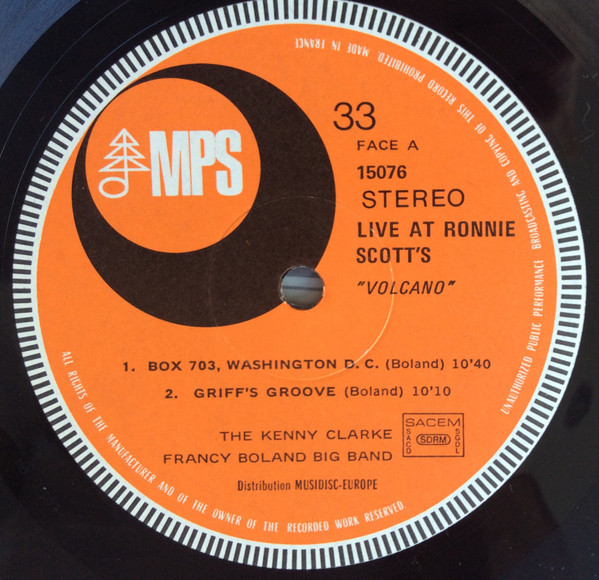 MPS
33
FACE A
15076
STEREO
LIVE AT RONNIE
SCOTT'S
"VOLCANO"
1. BOX 703, WASHINGTON D.C. (Boland) 10'40
2. GRIFF'S GROOVE (Boland) 10'10
THE KENNY CLARKE
FRANCY BOLAND BIG BAND
SACEM
SACD
SDRM
SGDL
Distribution MUSIDISC-EUROPE
ALL RIGHTS OF THE MANUFACTURER AND OF THE OWNER OF THE RECORDED WORK RESERVED.
UNAUTHORIZED PUBLIC PERFORMANCE BROADCASTING AND COPYING OF THIS RECORD PROHIBITED. MADE IN FRANCE